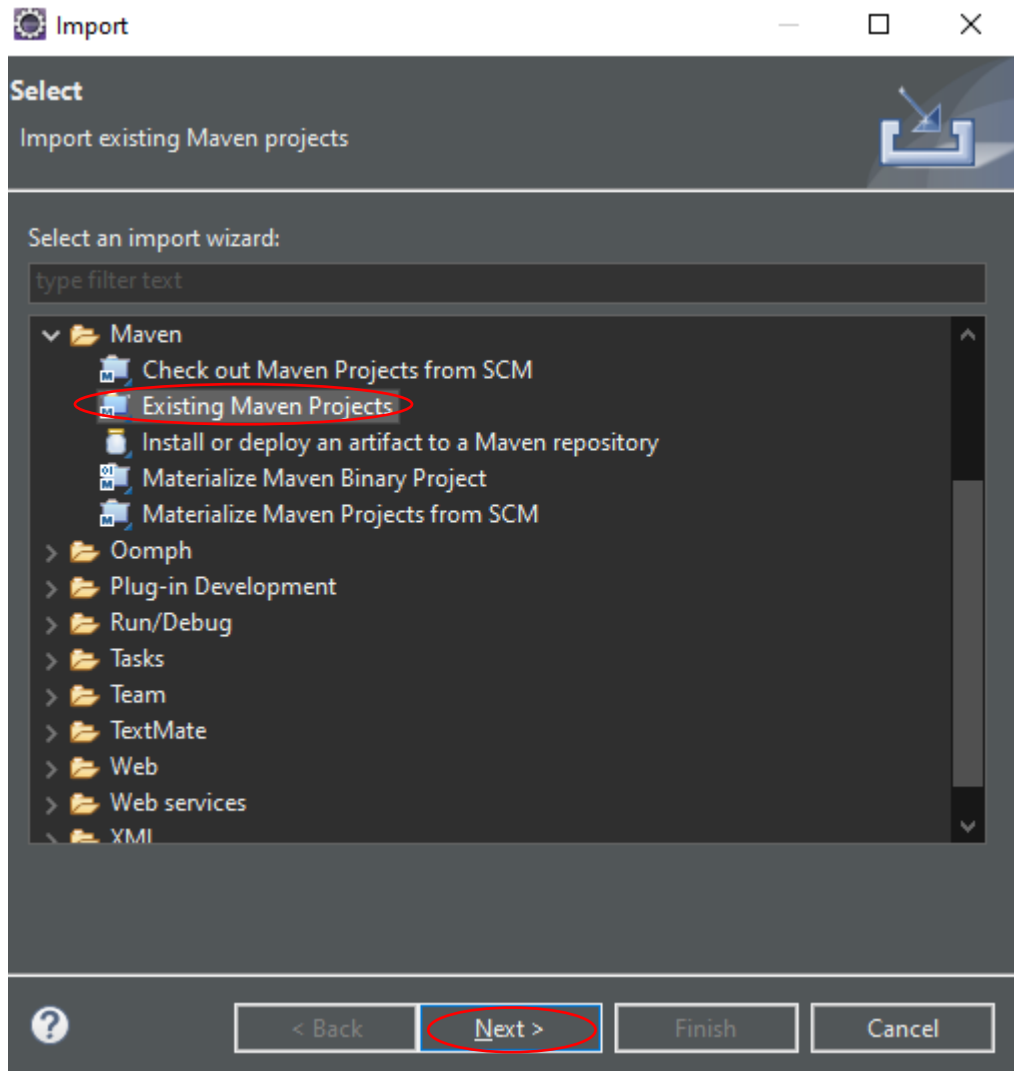 Import
Select
Import existing Maven projects
Select an import wizard:
type filter text
Maven
Check out Maven Projects from SCM
Existing Maven Projects
Install or deploy an artifact to a Maven repository
Materialize Maven Binary Project
Materialize Maven Projects from SCM
Oomph
Plug-in Development
Run/Debug
Tasks
Team
TextMate
Web
Web services
XML
< Back Next > Finish Cancel